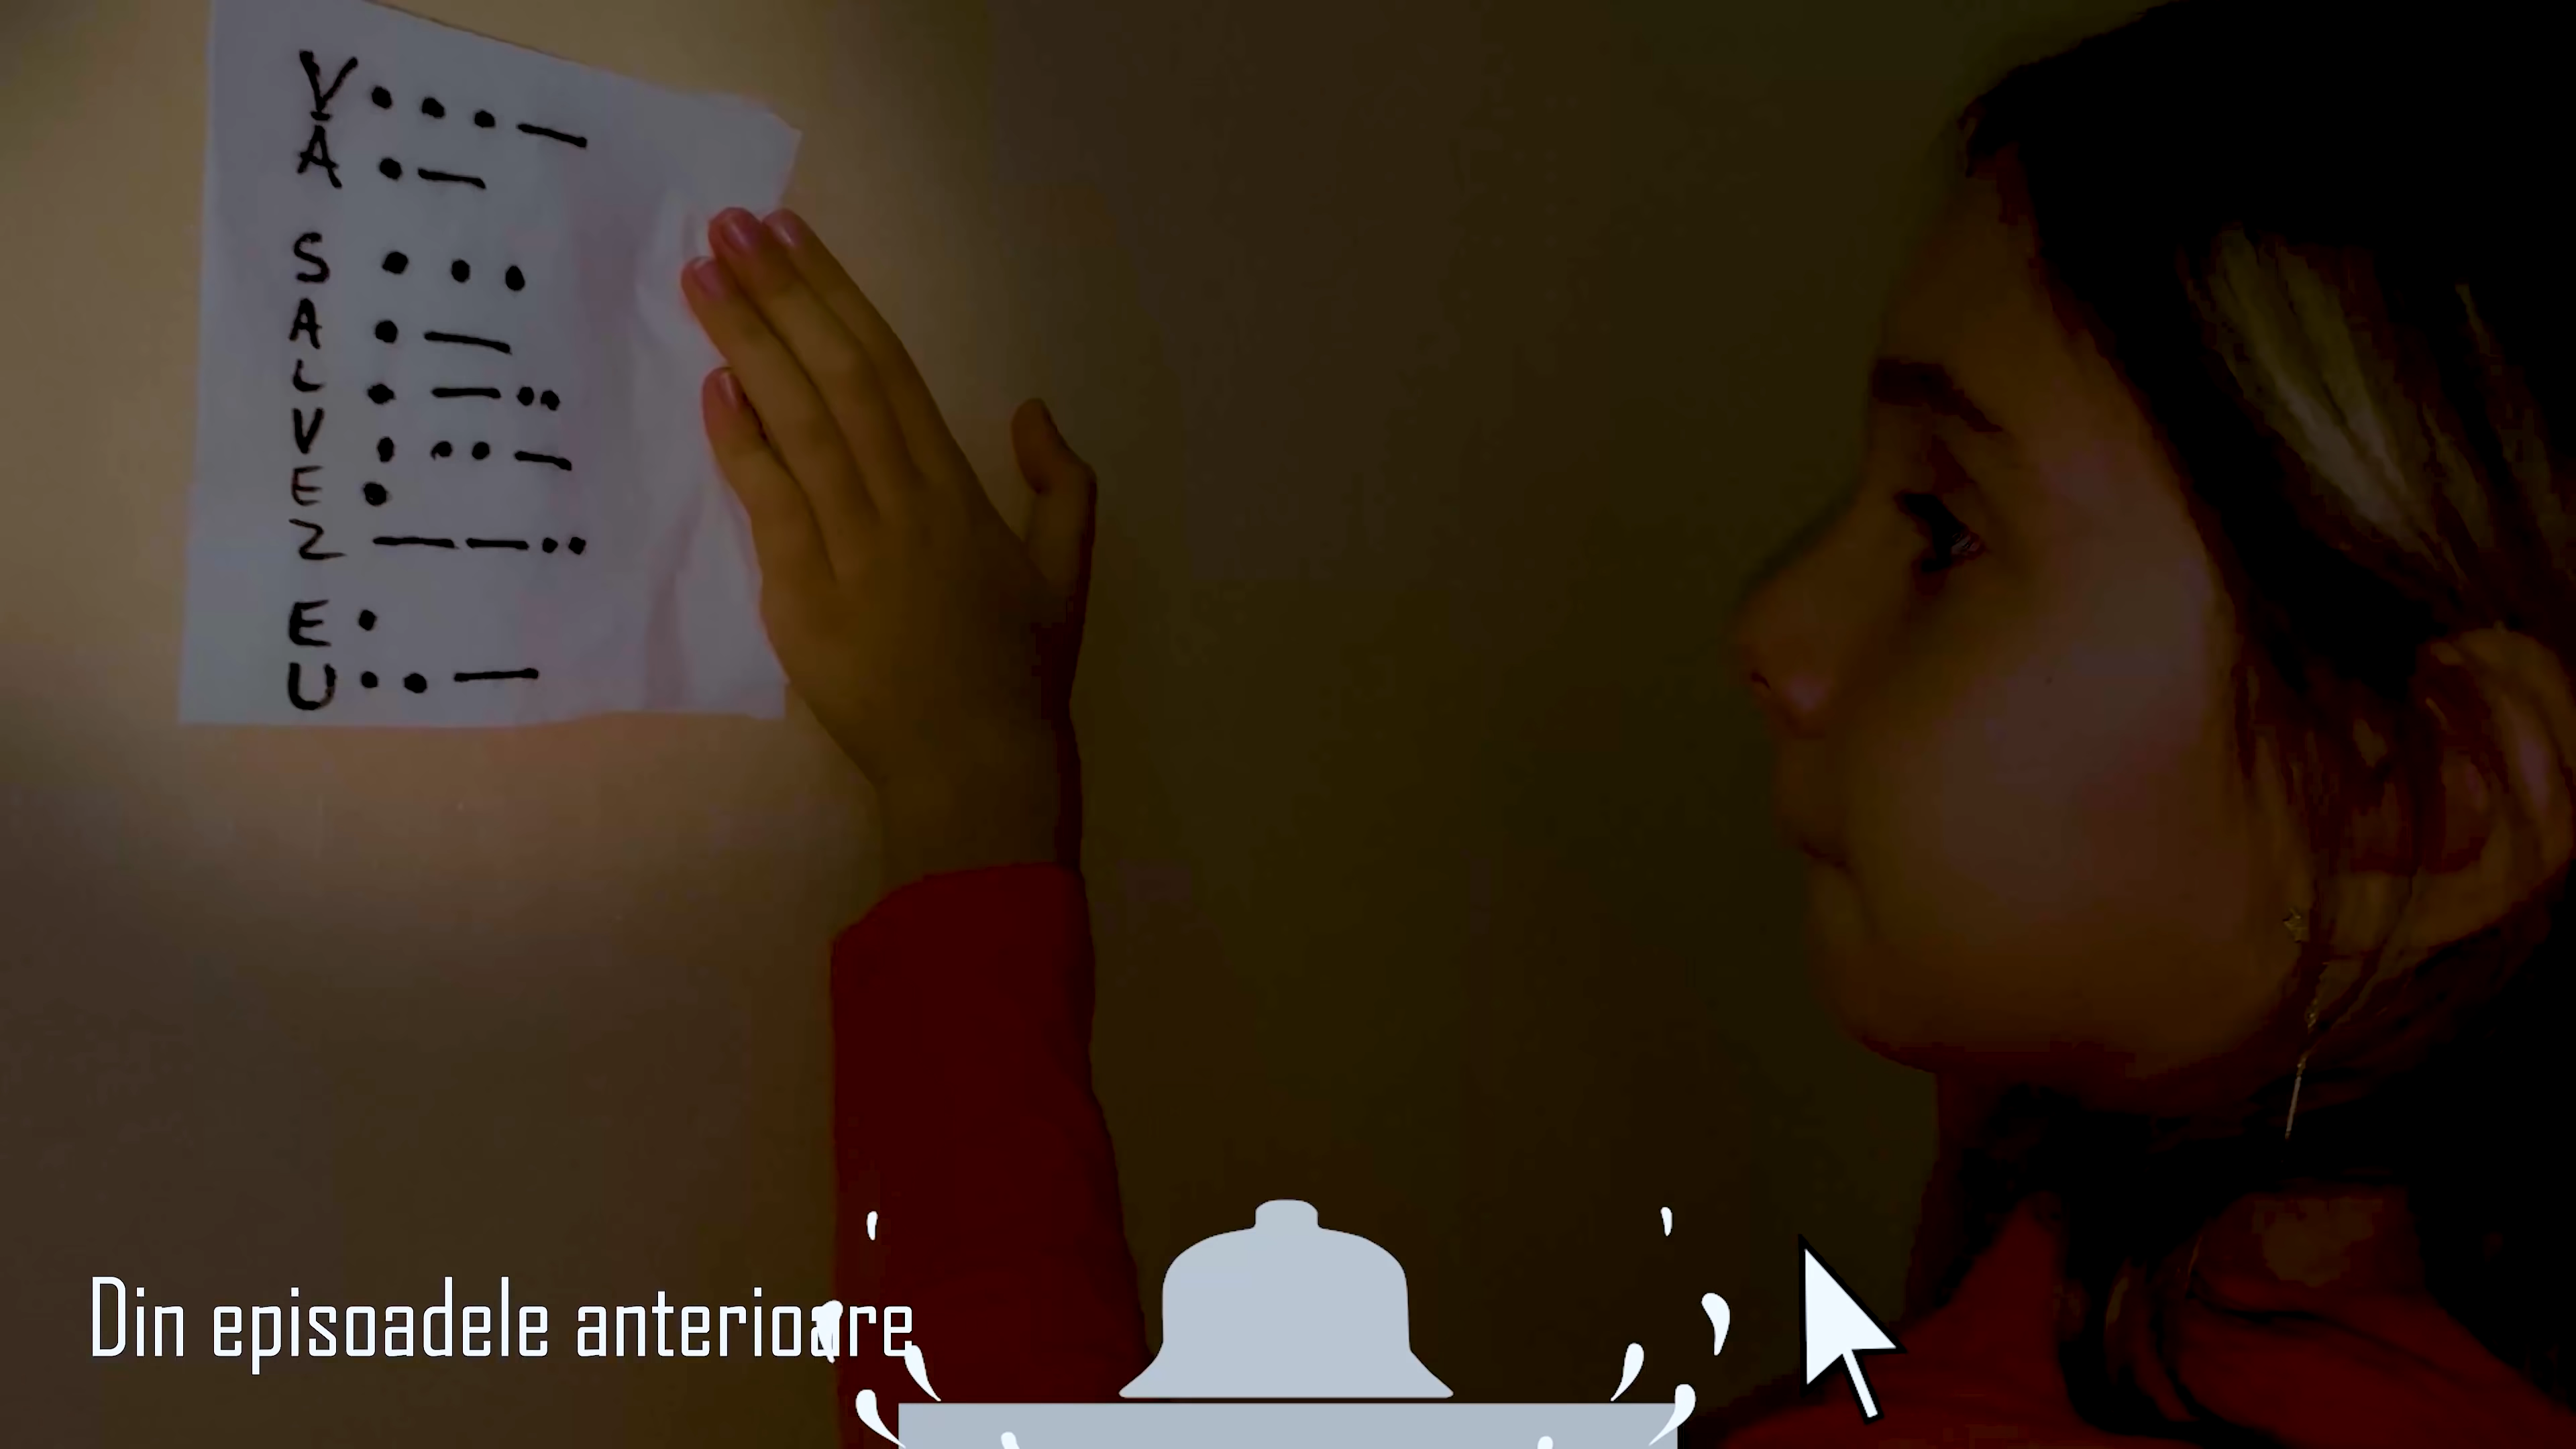 V • • • —
Ă • —
S • • •
A • —
L • — • •
V • • • —
E •
Z — — • •
E •
U • • —
Din episoadele anterioare